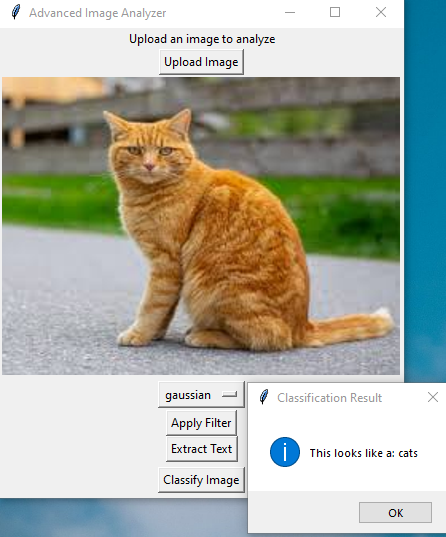 Advanced Image Analyzer
Upload an image to analyze
Upload Image
gaussian
Apply Filter
Extract Text
Classify Image
Classification Result
This looks like a: cats
OK